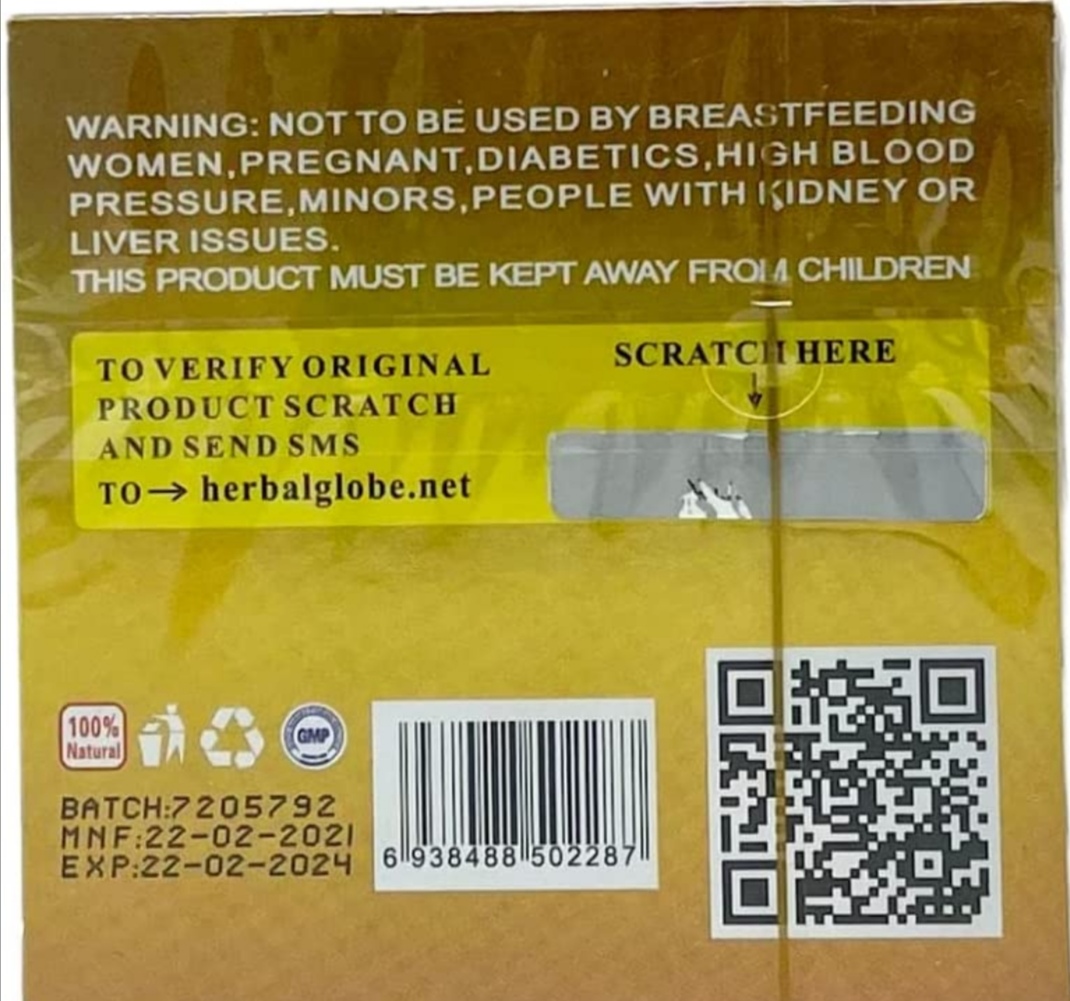 WARNING: NOT TO BE USED BY BREASTFEEDING
WOMEN,PREGNANT,DIABETICS,HIGH BLOOD
PRESSURE,MINORS,PEOPLE WITH KIDNEY OR
LIVER ISSUES.
THIS PRODUCT MUST BE KEPT AWAY FROM CHILDREN
TO VERIFY ORIGINAL
PRODUCT SCRATCH
AND SEND SMS
TO→ herbalglobe.net
SCRATCH HERE
100%
Natural
GMP
BATCH:7205792
MNF:22-02-2021
EXP:22-02-2024
6 938488 502287